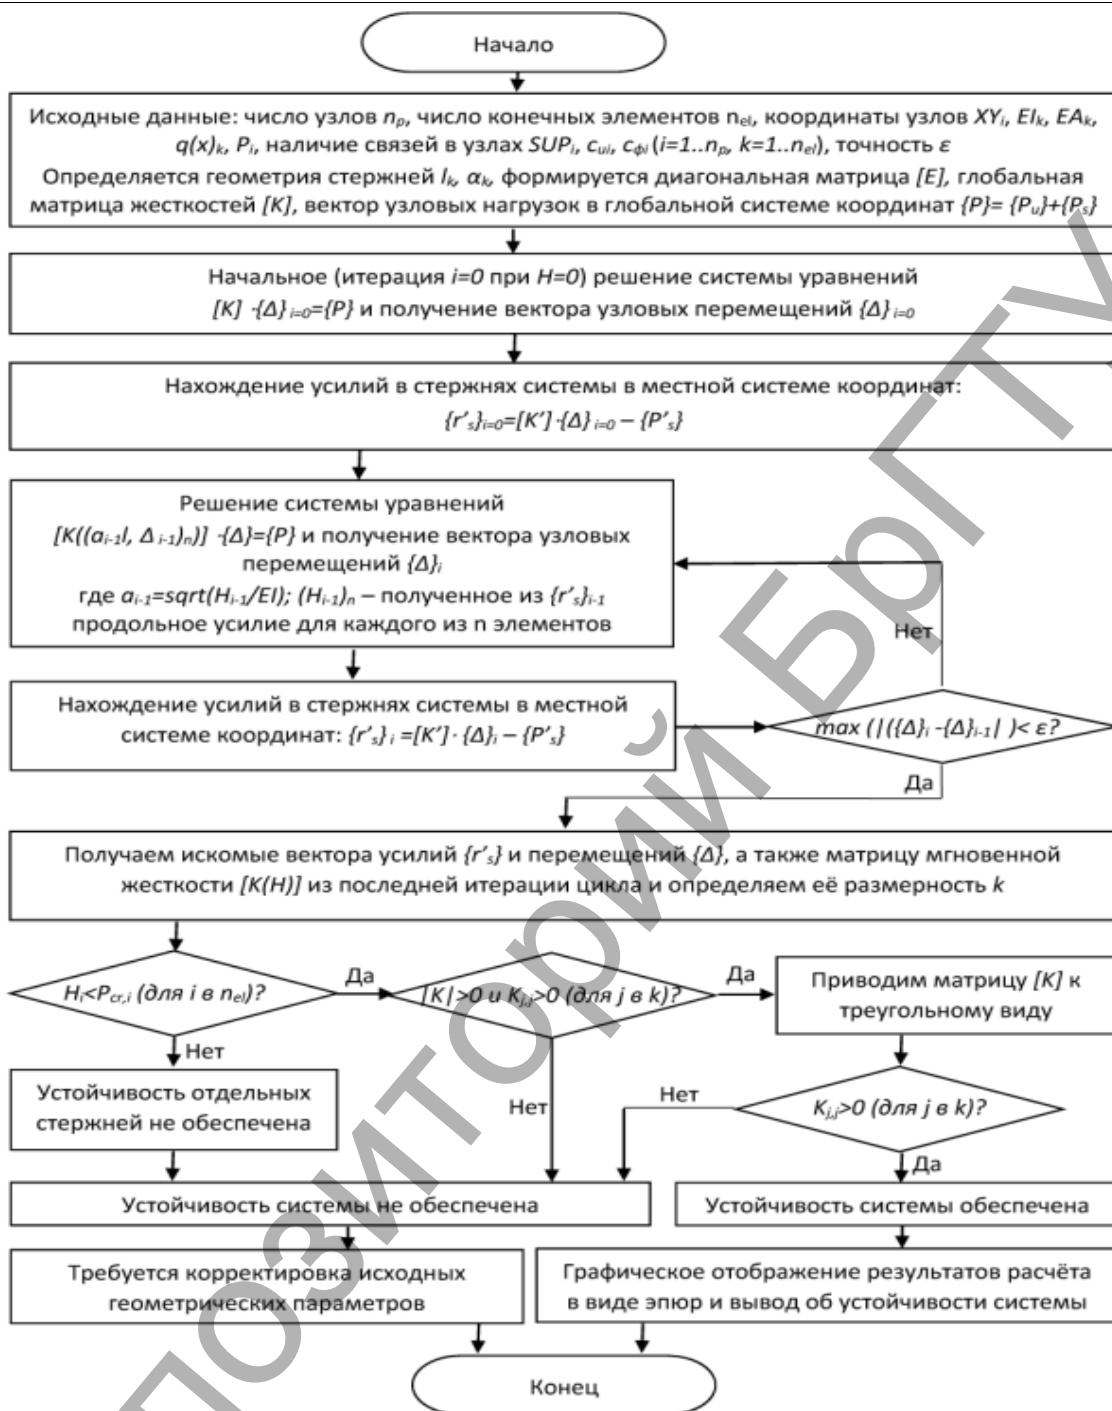 Начало
Исходные данные: число узлов nₚ, число конечных элементов nₑₗ, координаты узлов XYᵢ, EIₖ, EAₖ,
q(x)ₖ, Pᵢ, наличие связей в узлах SUPᵢ, cᵤᵢ, c_фᵢ (i=1..nₚ, k=1..nₑₗ), точность ε
Определяется геометрия стержней lₖ, αₖ, формируется диагональная матрица [E], глобальная
матрица жесткостей [K], вектор узловых нагрузок в глобальной системе координат {P}= {Pᵤ}+{Pₛ}
Начальное (итерация i=0 при H=0) решение системы уравнений
[K] ·{Δ} ᵢ₌₀={P} и получение вектора узловых перемещений {Δ} ᵢ₌₀
Нахождение усилий в стержнях системы в местной системе координат:
{r'ₛ}ᵢ₌₀=[K'] ·{Δ} ᵢ₌₀ – {P'ₛ}
Решение системы уравнений
[K((aᵢ₋₁l, Δ ᵢ₋₁)ₙ)] ·{Δ}={P} и получение вектора узловых
перемещений {Δ}ᵢ
где aᵢ₋₁=sqrt(Hᵢ₋₁/EI); (Hᵢ₋₁)ₙ – полученное из {r'ₛ}ᵢ₋₁
продольное усилие для каждого из n элементов
Нет
Нахождение усилий в стержнях системы в местной
системе координат: {r'ₛ} ᵢ =[K'] · {Δ}ᵢ – {P'ₛ}
max (|({Δ}ᵢ -{Δ}ᵢ₋₁| )< ε?
Да
Получаем искомые вектора усилий {r'ₛ} и перемещений {Δ}, а также матрицу мгновенной
жесткости [K(H)] из последней итерации цикла и определяем её размерность k
Hᵢ<P_cr,ᵢ (для i в nₑₗ)?
Да
|K|>0 и Kⱼ,ⱼ>0 (для j в k)?
Да
Приводим матрицу [K] к
треугольному виду
Нет
Устойчивость отдельных
стержней не обеспечена
Нет
Нет
Kⱼ,ⱼ>0 (для j в k)?
Да
Устойчивость системы не обеспечена
Устойчивость системы обеспечена
Требуется корректировка исходных
геометрических параметров
Графическое отображение результатов расчёта
в виде эпюр и вывод об устойчивости системы
Конец
позиторий БрГТУ